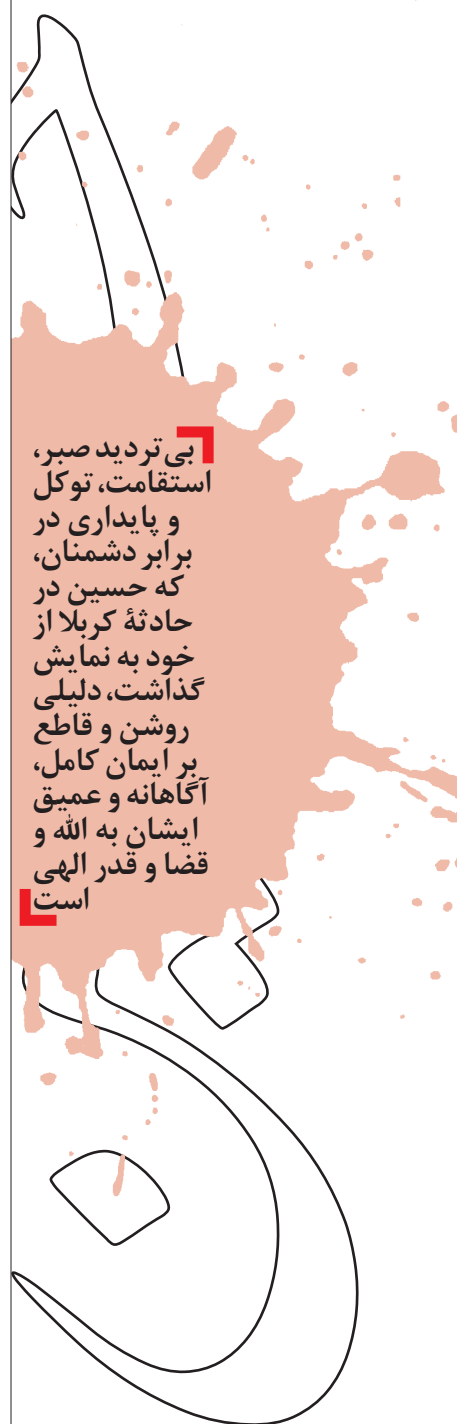 بی‌تردید صبر،
استقامت، توکل
و پایداری در
برابر دشمنان،
که حسین در
حادثهٔ کربلا از
خود به نمایش
گذاشت، دلیلی
روشن و قاطع
بر ایمان کامل،
آگاهانه و عمیق
ایشان به الله و
قضا و قدر الهی
است